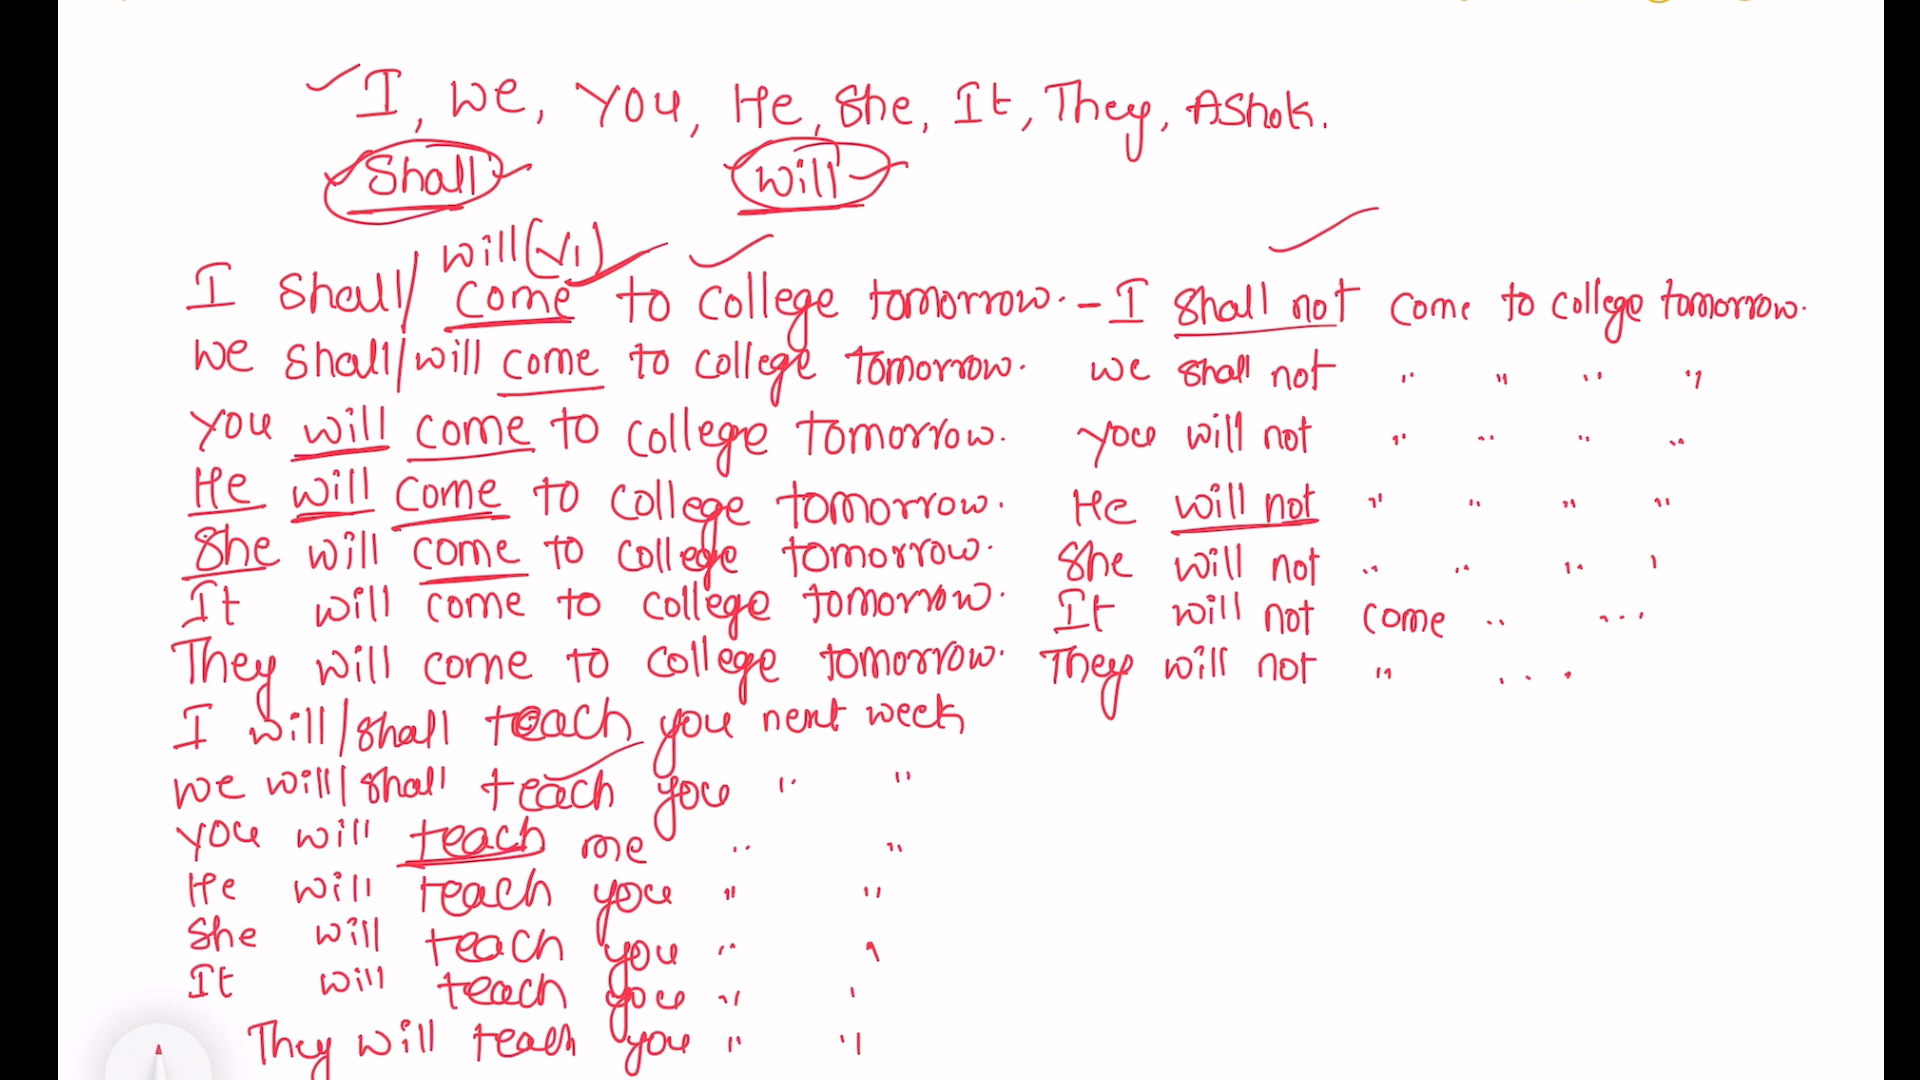 I, we, You, He, She, It, They, Ashok.
Shall will
will(V1)
I shall/ come to college tomorrow. - I shall not come to college tomorrow.
we shall/will come to college tomorrow. we shall not " " " "
You will come to college tomorrow. you will not " " " "
He will come to college tomorrow. He will not " " " "
She will come to college tomorrow. She will not " " " "
It will come to college tomorrow. It will not come " "
They will come to college tomorrow. They will not " ...
I will/shall teach you next week
we will/shall teach you " "
you will teach me " "
He will teach you " "
She will teach you " "
It will teach you " "
They will teach you " "